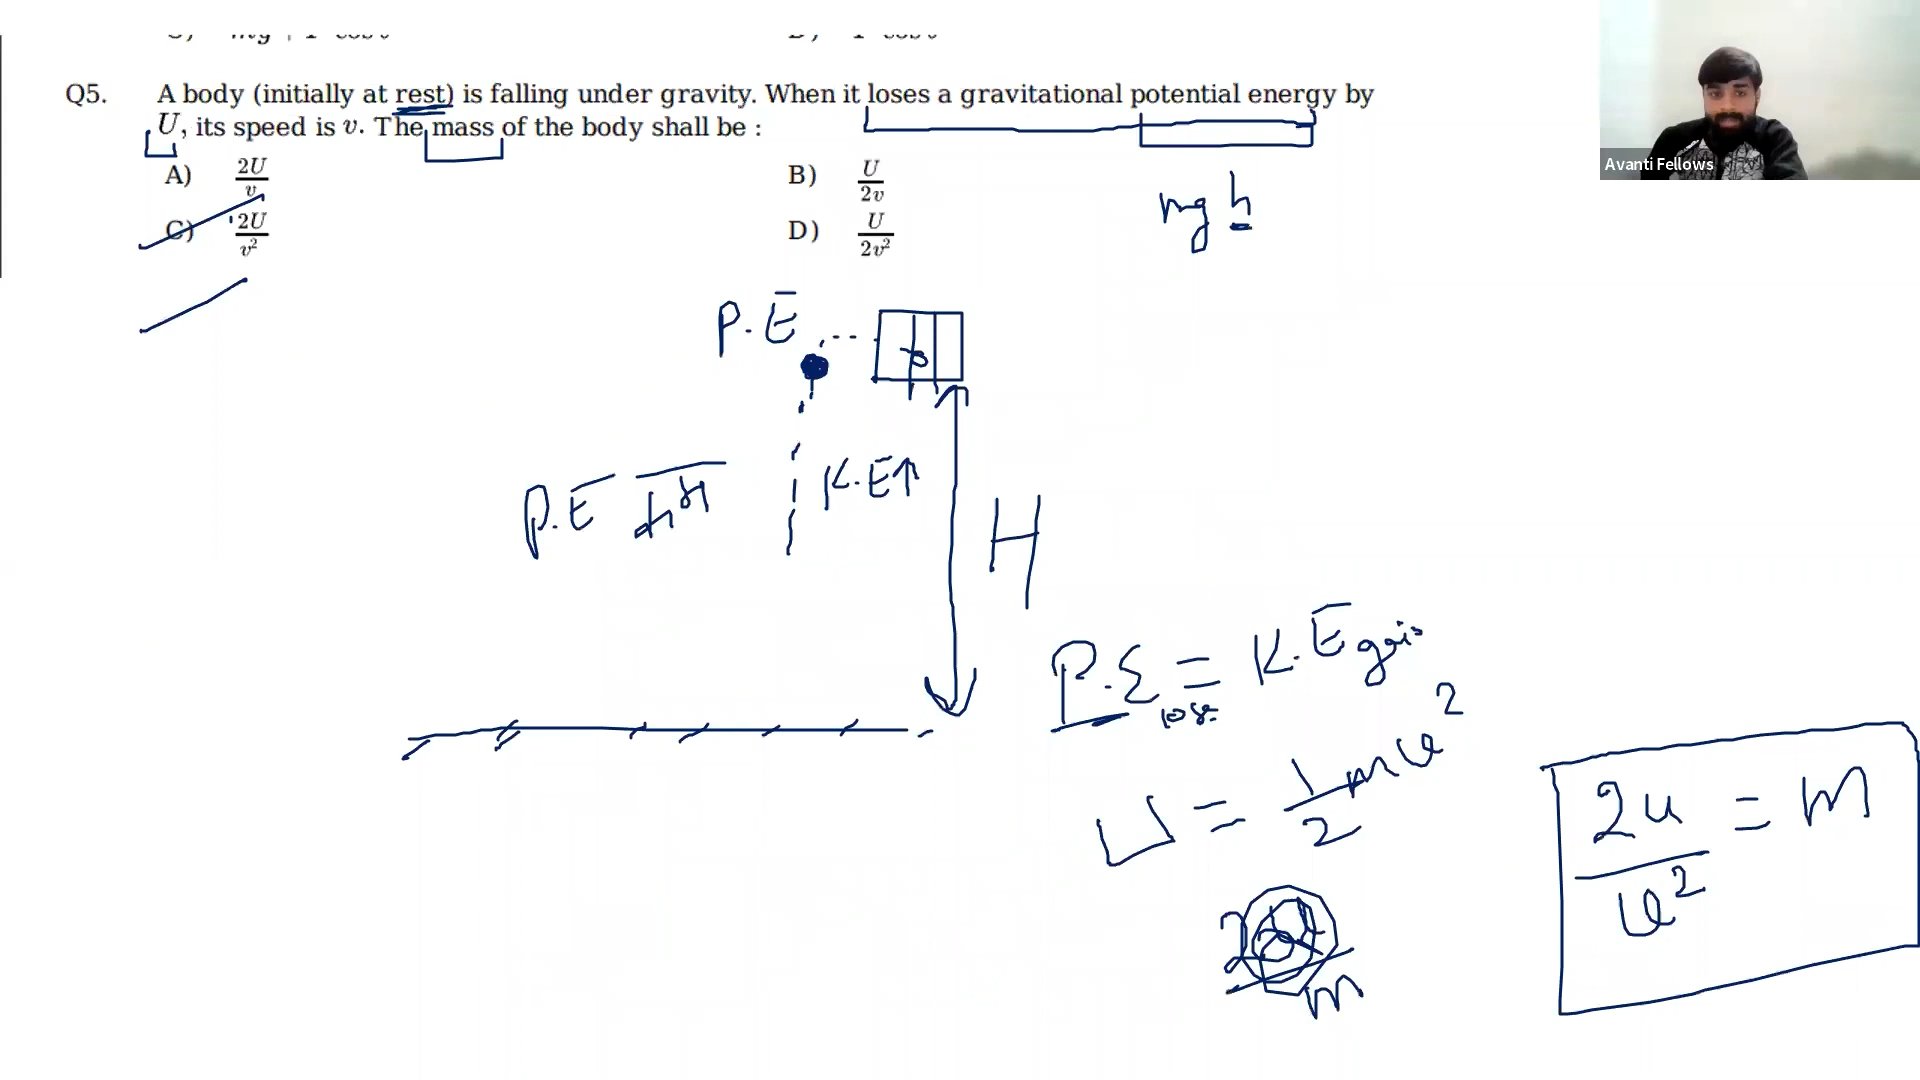 Q5. A body (initially at rest) is falling under gravity. When it loses a gravitational potential energy by
U, its speed is v. The mass of the body shall be :
A) 2U/v B) U/2v
C) 2U/v² D) U/2v²
Avanti Fellows
mgh
P.E
P.E K.E↑
H
P.E = K.E gain
U = 1/2 mv²
2u/v² = m
m